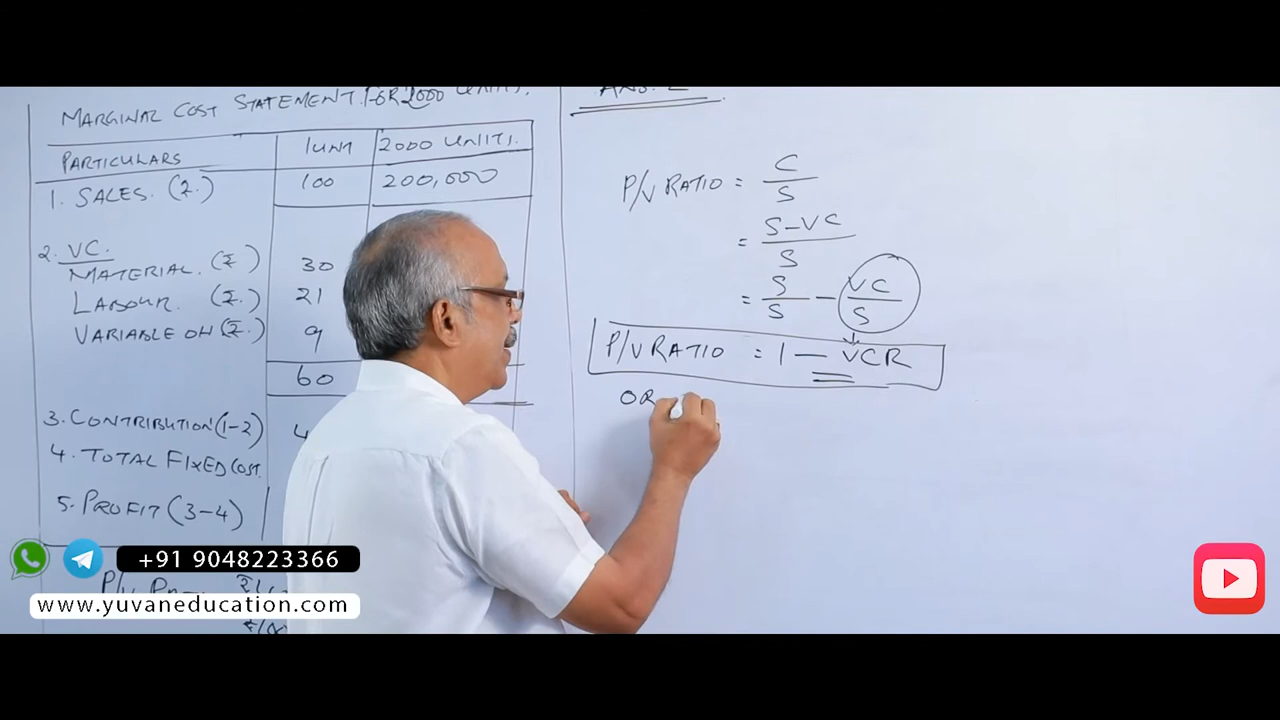 MARGINAL COST STATEMENT FOR 2000 UNITS.
PARTICULARS 1 UNIT 2000 UNITS.
1. SALES. (₹.) 100 200,000
2. VC.
MATERIAL. (₹) 30
LABOUR. (₹.) 21
VARIABLE OH (₹.) 9
60
3. CONTRIBUTION (1-2) 4
4. TOTAL FIXED COST.
5. PROFIT (3-4)
P/V
+91 9048223366
www.yuvaneducation.com
P/V RATIO = C
S
= S-VC
S
= S - VC
S S
P/V RATIO = 1 - VCR
OR